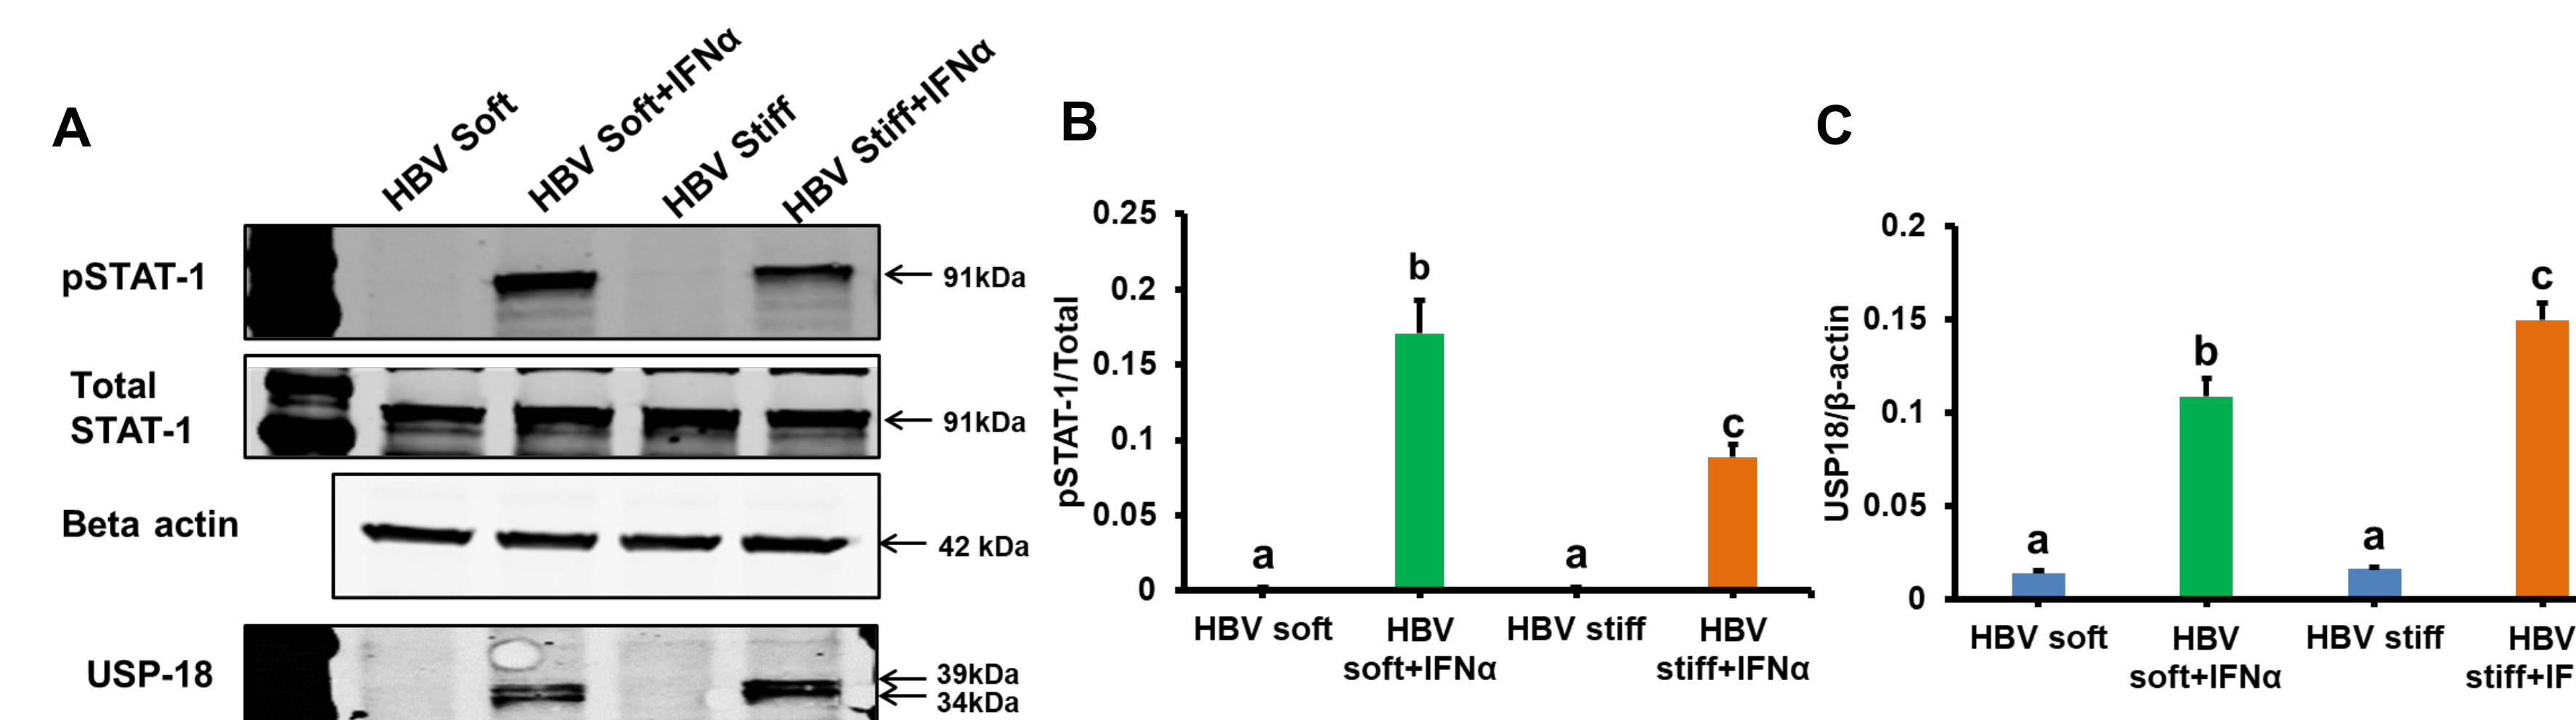 A
HBV Soft
HBV Soft+IFNα
HBV Stiff
HBV Stiff+IFNα
pSTAT-1
91kDa
Total
STAT-1
91kDa
Beta actin
42 kDa
USP-18
39kDa
34kDa
B
pSTAT-1/Total
0.25
0.2
0.15
0.1
0.05
0
a
b
a
c
HBV soft
HBV
soft+IFNα
HBV stiff
HBV
stiff+IFNα
C
USP18/β-actin
0.2
0.15
0.1
0.05
0
a
b
a
c
HBV soft
HBV
soft+IFNα
HBV stiff
HBV
stiff+IF